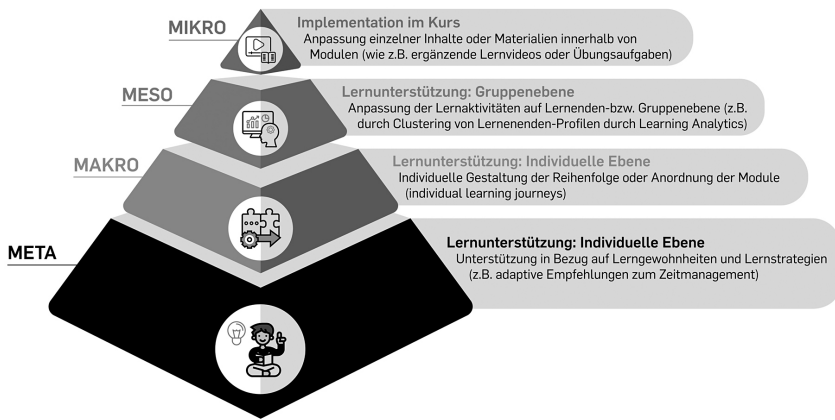 MIKRO
Implementation im Kurs
Anpassung einzelner Inhalte oder Materialien innerhalb von
Modulen (wie z.B. ergänzende Lernvideos oder Übungsaufgaben)
MESO
Lernunterstützung: Gruppenebene
Anpassung der Lernaktivitäten auf Lernenden-bzw. Gruppenebene (z.B.
durch Clustering von Lernenenden-Profilen durch Learning Analytics)
MAKRO
Lernunterstützung: Individuelle Ebene
Individuelle Gestaltung der Reihenfolge oder Anordnung der Module
(individual learning journeys)
META
Lernunterstützung: Individuelle Ebene
Unterstützung in Bezug auf Lerngewohnheiten und Lernstrategien
(z.B. adaptive Empfehlungen zum Zeitmanagement)